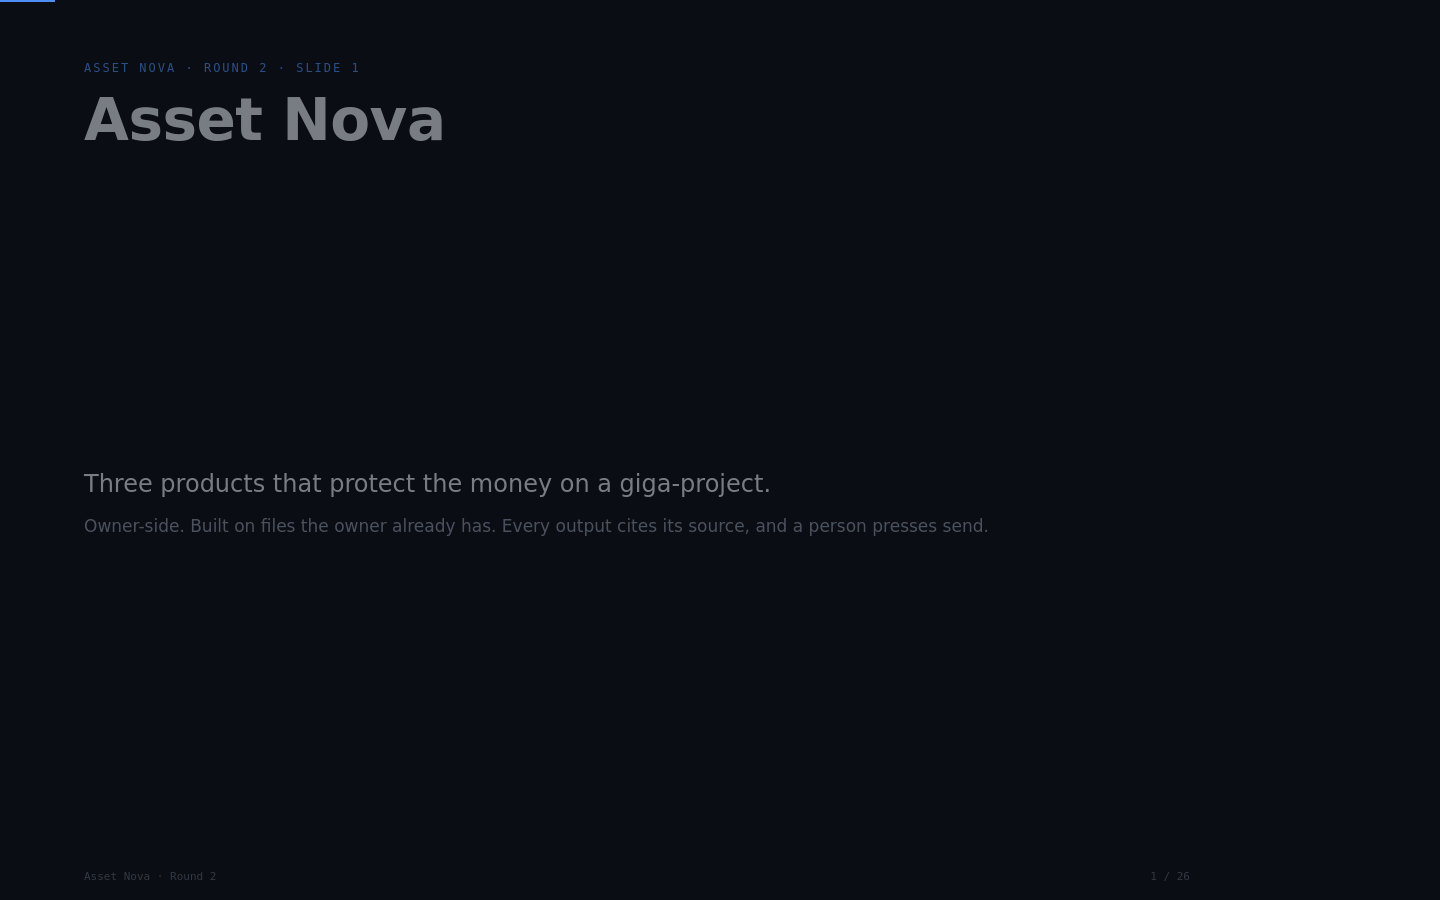 ASSET NOVA · ROUND 2 · SLIDE 1
Asset Nova
Three products that protect the money on a giga-project.
Owner-side. Built on files the owner already has. Every output cites its source, and a person presses send.
Asset Nova · Round 2
1 / 26